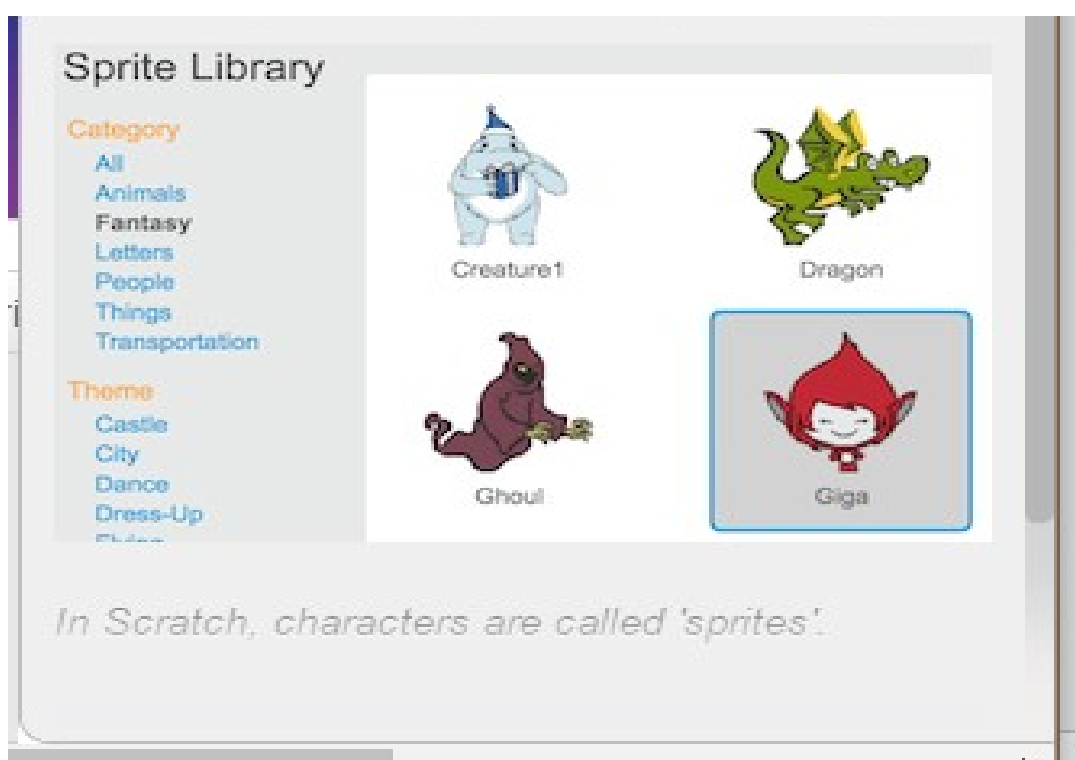 Sprite Library
Category
All
Animals
Fantasy
Letters
People
Things
Transportation
Theme
Castle
City
Dance
Dress-Up
Flying
Creature1
Dragon
Ghoul
Giga
In Scratch, characters are called 'sprites'.